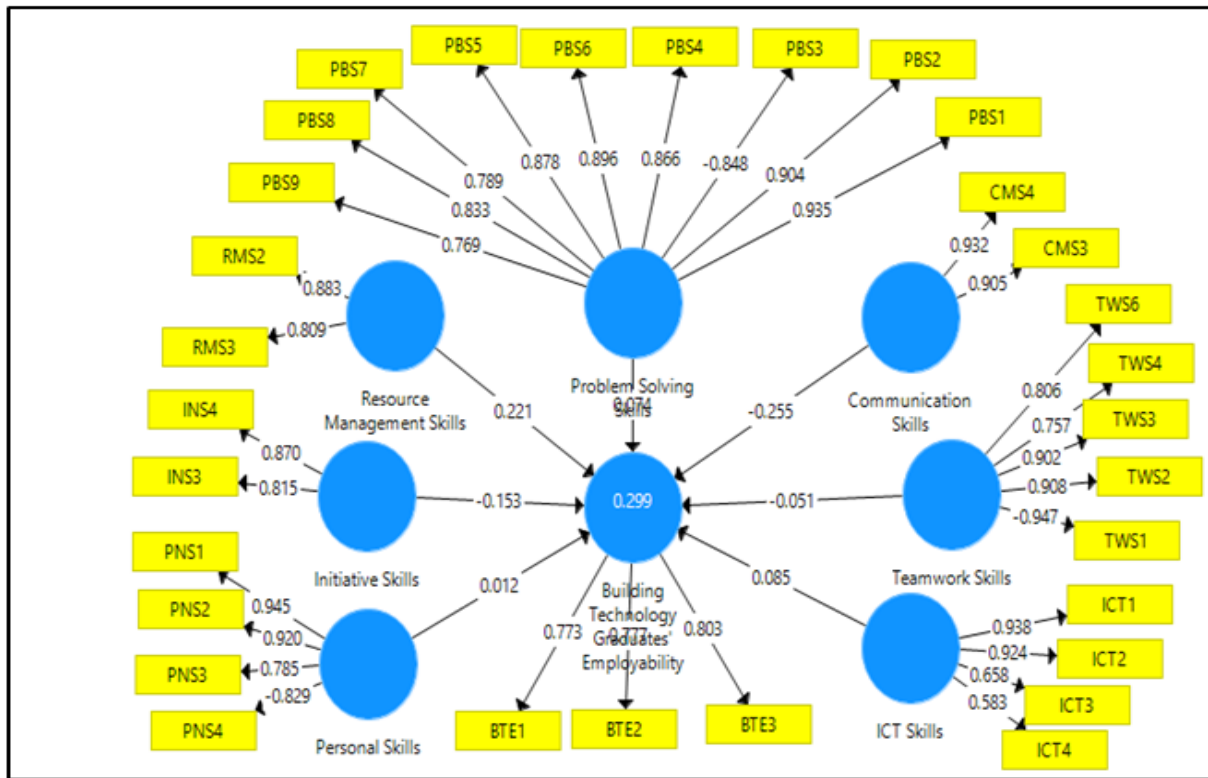 PBS5
PBS6
PBS4
PBS3
PBS2
PBS7
PBS1
PBS8
PBS9
0.878
0.896
0.866
-0.848
0.904
0.789
0.833
0.935
0.769
CMS4
CMS3
0.932
0.905
RMS2
RMS3
0.883
0.809
Resource
Management Skills
Problem Solving
Skills
Communication
Skills
0.221
0.074
-0.255
TWS6
TWS4
TWS3
TWS2
TWS1
0.806
0.757
0.902
0.908
-0.947
INS4
INS3
0.870
0.815
-0.153
0.299
-0.051
Initiative Skills
Teamwork Skills
PNS1
PNS2
PNS3
PNS4
0.945
0.920
0.785
-0.829
0.012
0.085
Building
Technology
Graduates'
Employability
0.773
0.777
0.803
ICT1
ICT2
ICT3
ICT4
0.938
0.924
0.658
0.583
Personal Skills
BTE1
BTE2
BTE3
ICT Skills